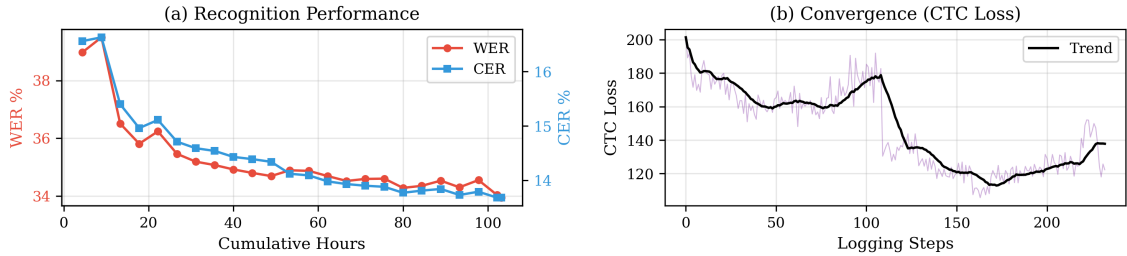 (a) Recognition Performance
WER %
38
36
34
WER
CER
16
15
14
CER %
0 20 40 60 80 100
Cumulative Hours
(b) Convergence (CTC Loss)
CTC Loss
200
180
160
140
120
Trend
0 50 100 150 200
Logging Steps